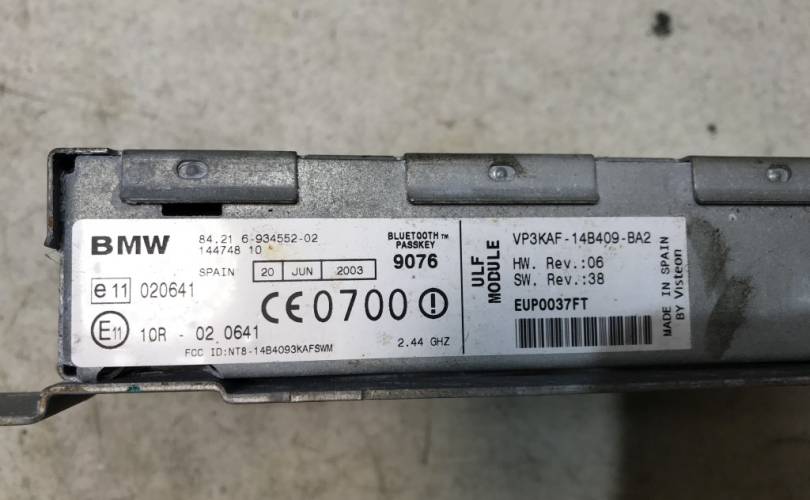 BMW
84.21 6-934552-02
144748 10
BLUETOOTH™
PASSKEY
9076
SPAIN 20 JUN 2003
e11 020641
CE0700
E11 10R - 02 0641
FCC ID:NT8-14B4093KAFSWM
2.44 GHZ
ULF
MODULE
VP3KAF-14B409-BA2
HW. Rev.:06
SW. Rev.:38
EUP0037FT
MADE IN SPAIN
BY Visteon